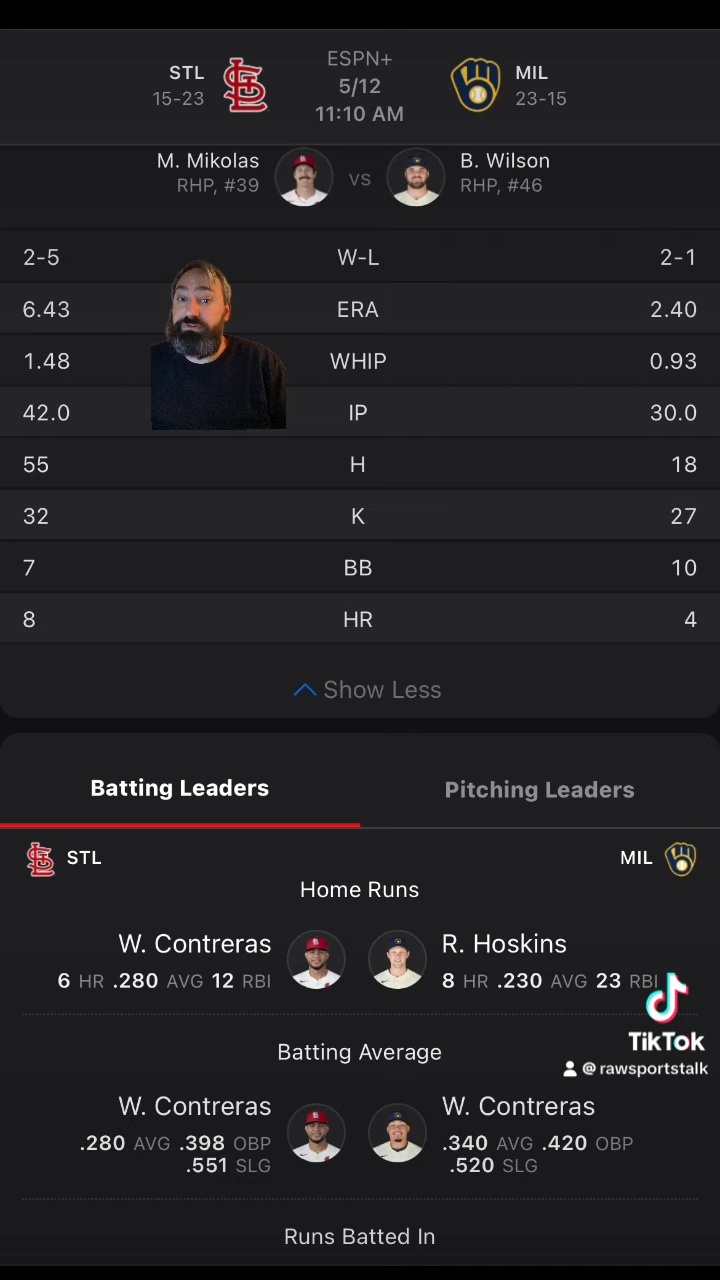 ESPN+
STL 5/12 MIL
15-23 11:10 AM 23-15
M. Mikolas VS B. Wilson
RHP, #39 RHP, #46
2-5 W-L 2-1
6.43 ERA 2.40
1.48 WHIP 0.93
42.0 IP 30.0
55 H 18
32 K 27
7 BB 10
8 HR 4
Show Less
Batting Leaders Pitching Leaders
STL MIL
Home Runs
W. Contreras R. Hoskins
6 HR .280 AVG 12 RBI 8 HR .230 AVG 23 RBI
TikTok
@rawsportstalk
Batting Average
W. Contreras W. Contreras
.280 AVG .398 OBP .340 AVG .420 OBP
.551 SLG .520 SLG
Runs Batted In